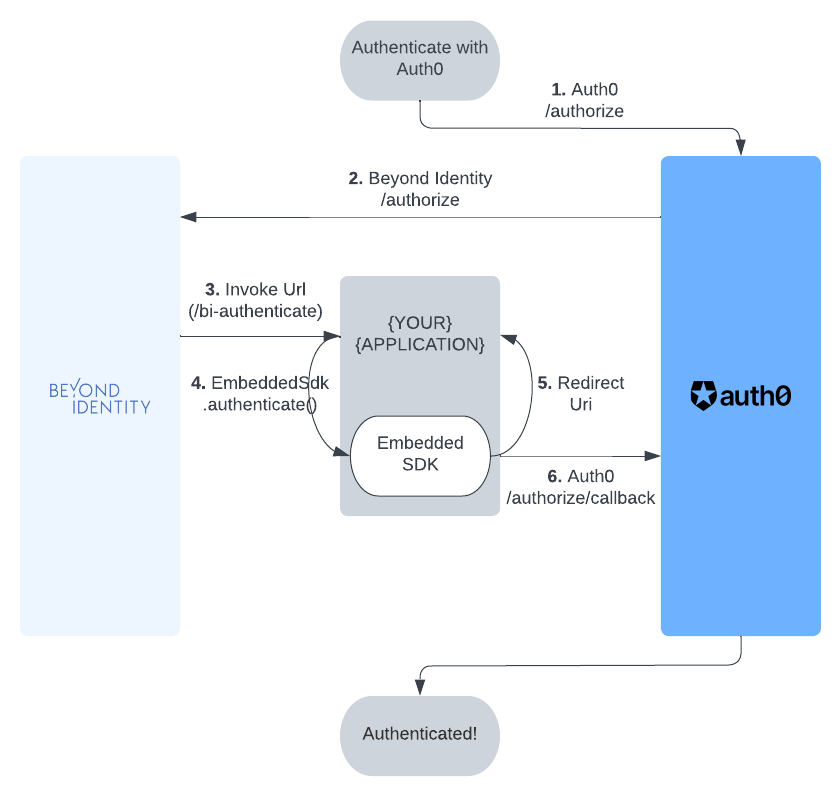 Authenticate with
Auth0
1. Auth0
/authorize
2. Beyond Identity
/authorize
3. Invoke Url
(/bi-authenticate)
{YOUR}
{APPLICATION}
4. EmbeddedSdk
.authenticate()
5. Redirect
Uri
BEYOND
IDENTITY
auth0
Embedded
SDK
6. Auth0
/authorize/callback
Authenticated!